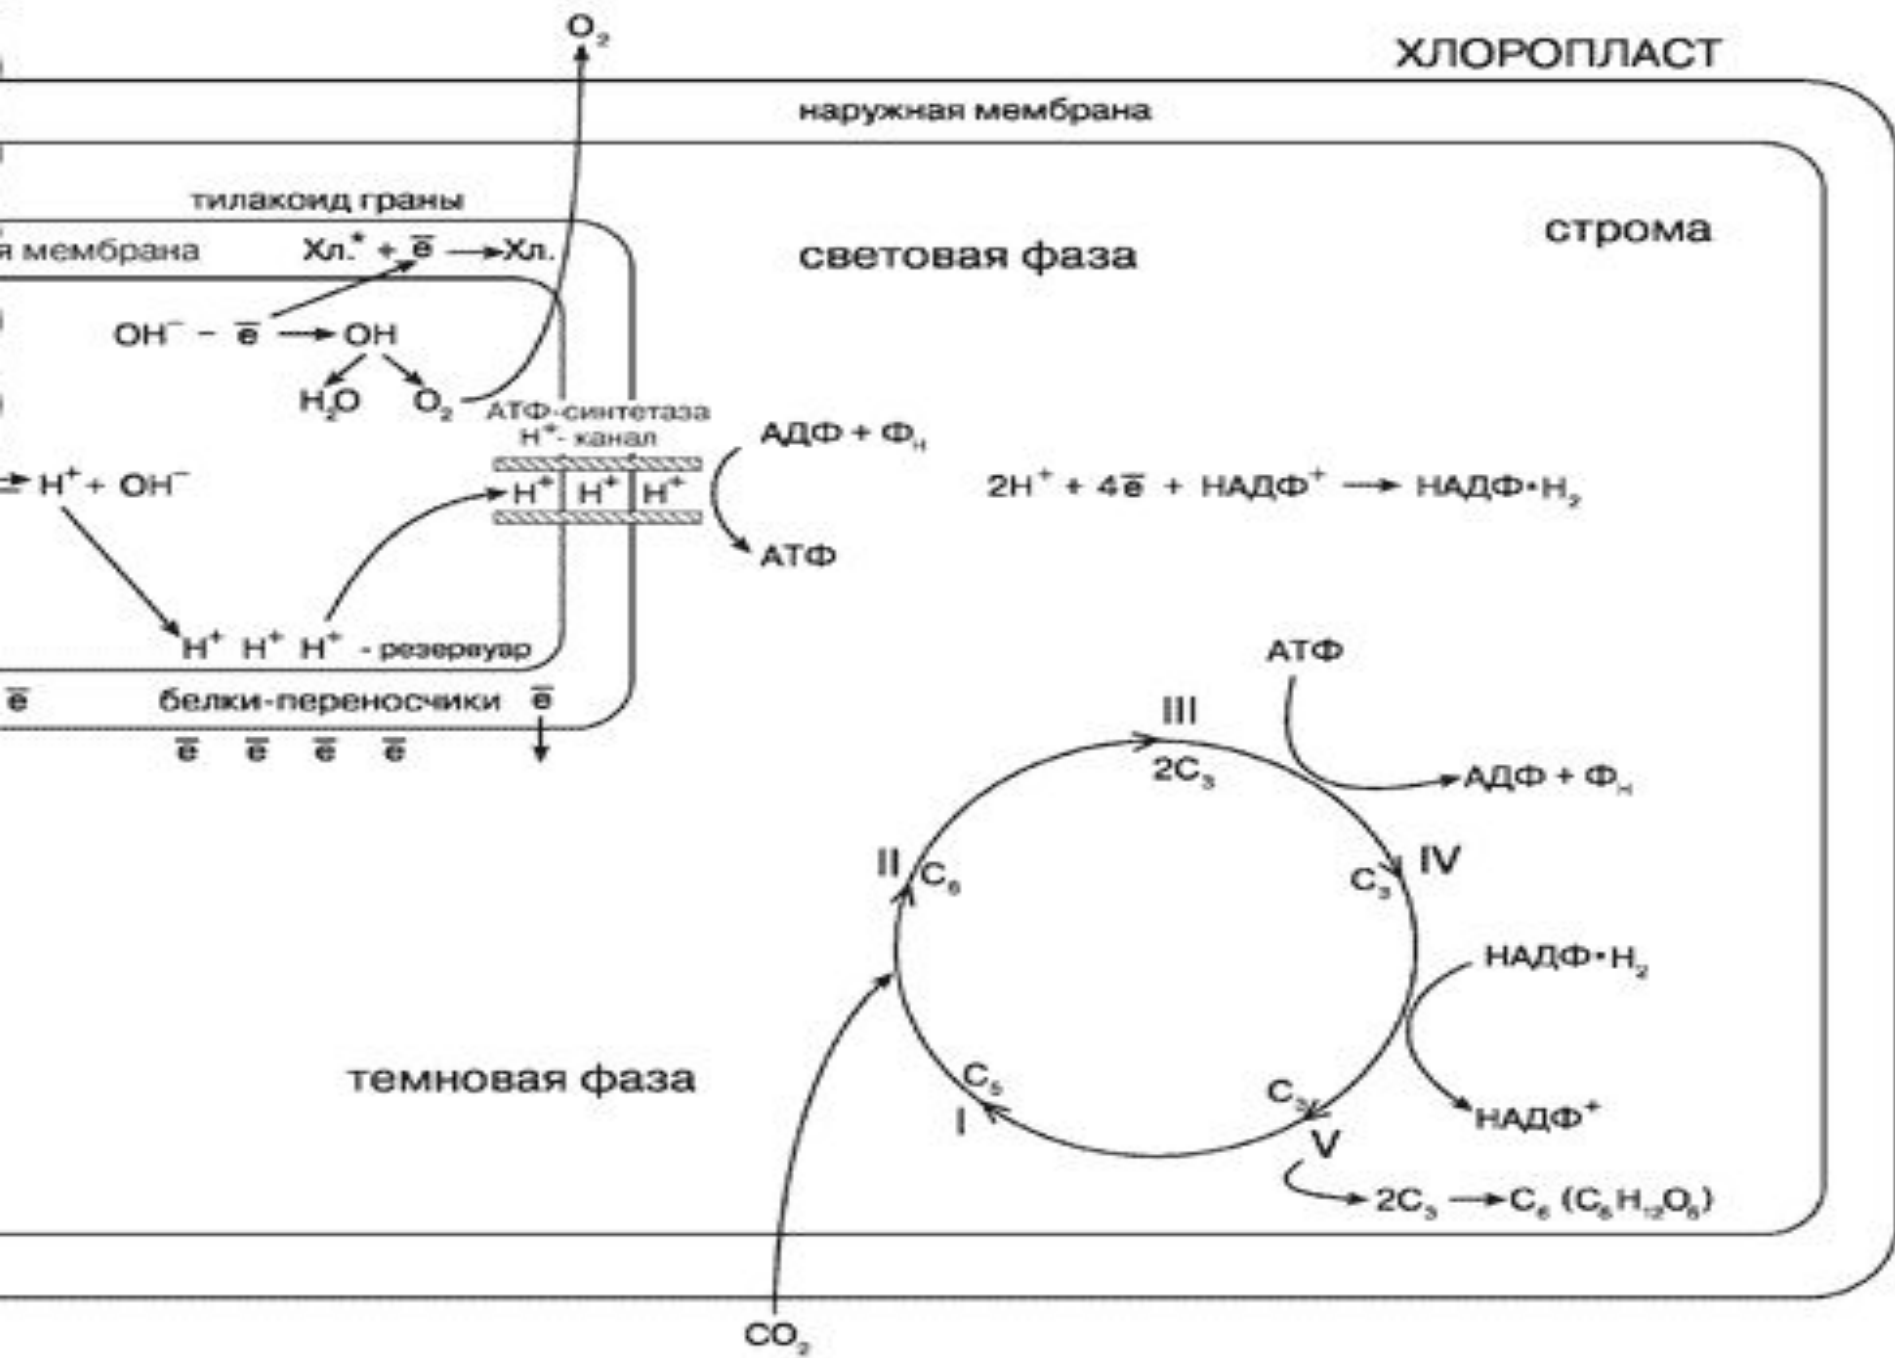 O₂
ХЛОРОПЛАСТ
наружная мембрана
тилакоид граны
строма
мембрана
Хл.* + ē → Хл.
световая фаза
OH⁻ − ē → OH
H₂O O₂
АТФ-синтетаза
H⁺- канал
АДФ + Фн
H⁺ + OH⁻
H⁺ H⁺ H⁺
2H⁺ + 4ē + НАДФ⁺ → НАДФ•H₂
АТФ
H⁺ H⁺ H⁺ - резервуар
ē белки-переносчики ē
ē ē ē ē
АТФ
III
2C₃
АДФ + Фн
II C₆
C₃ IV
НАДФ•H₂
темновая фаза
C₅
I
C₃
V
НАДФ⁺
2C₃ → C₆ (C₆H₁₂O₆)
CO₂